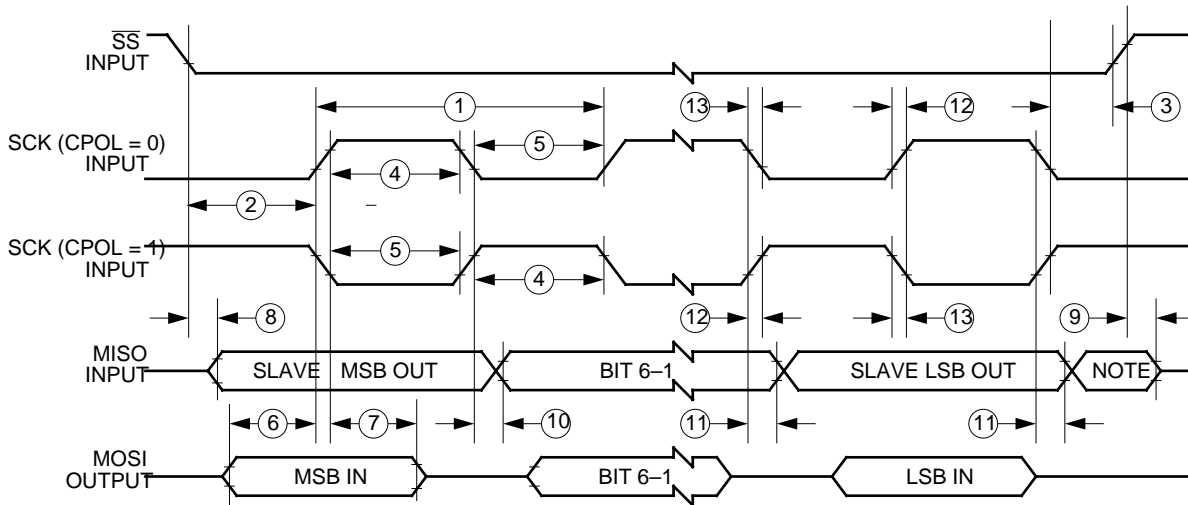 SS
INPUT
13
12
1
3
SCK (CPOL = 0)
INPUT
5
4
2
SCK (CPOL = 1)
INPUT
5
4
8
12
13
9
MISO
INPUT
SLAVE MSB OUT
BIT 6–1
SLAVE LSB OUT
NOTE
6
7
10
11
11
MOSI
OUTPUT
MSB IN
BIT 6–1
LSB IN